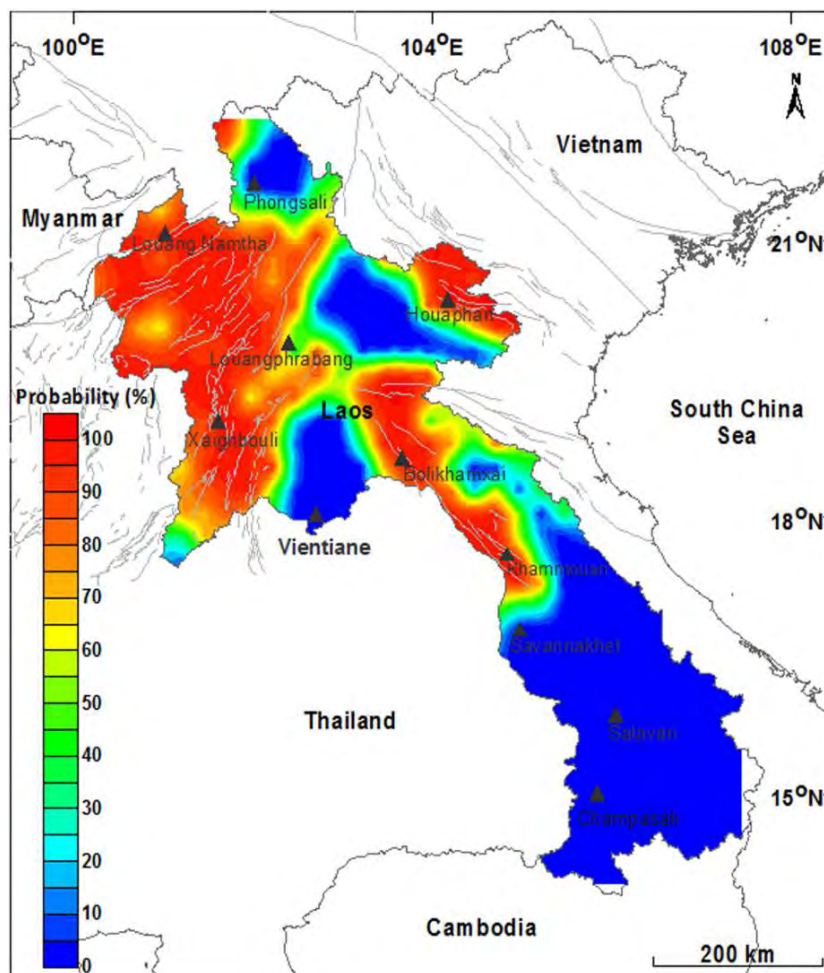 100°E
104°E
108°E
N
Vietnam
Phongsali
Myanmar
Louang Namtha
21°N
Houaphan
Louangphrabang
Probability (%)
Laos
South China
Sea
Xaignbouli
100
Bolikhamxai
90
18°N
80
Vientiane
Khammouan
70
60
Savannakhet
50
Thailand
Salavan
40
30
15°N
Champasak
20
10
Cambodia
0
200 km